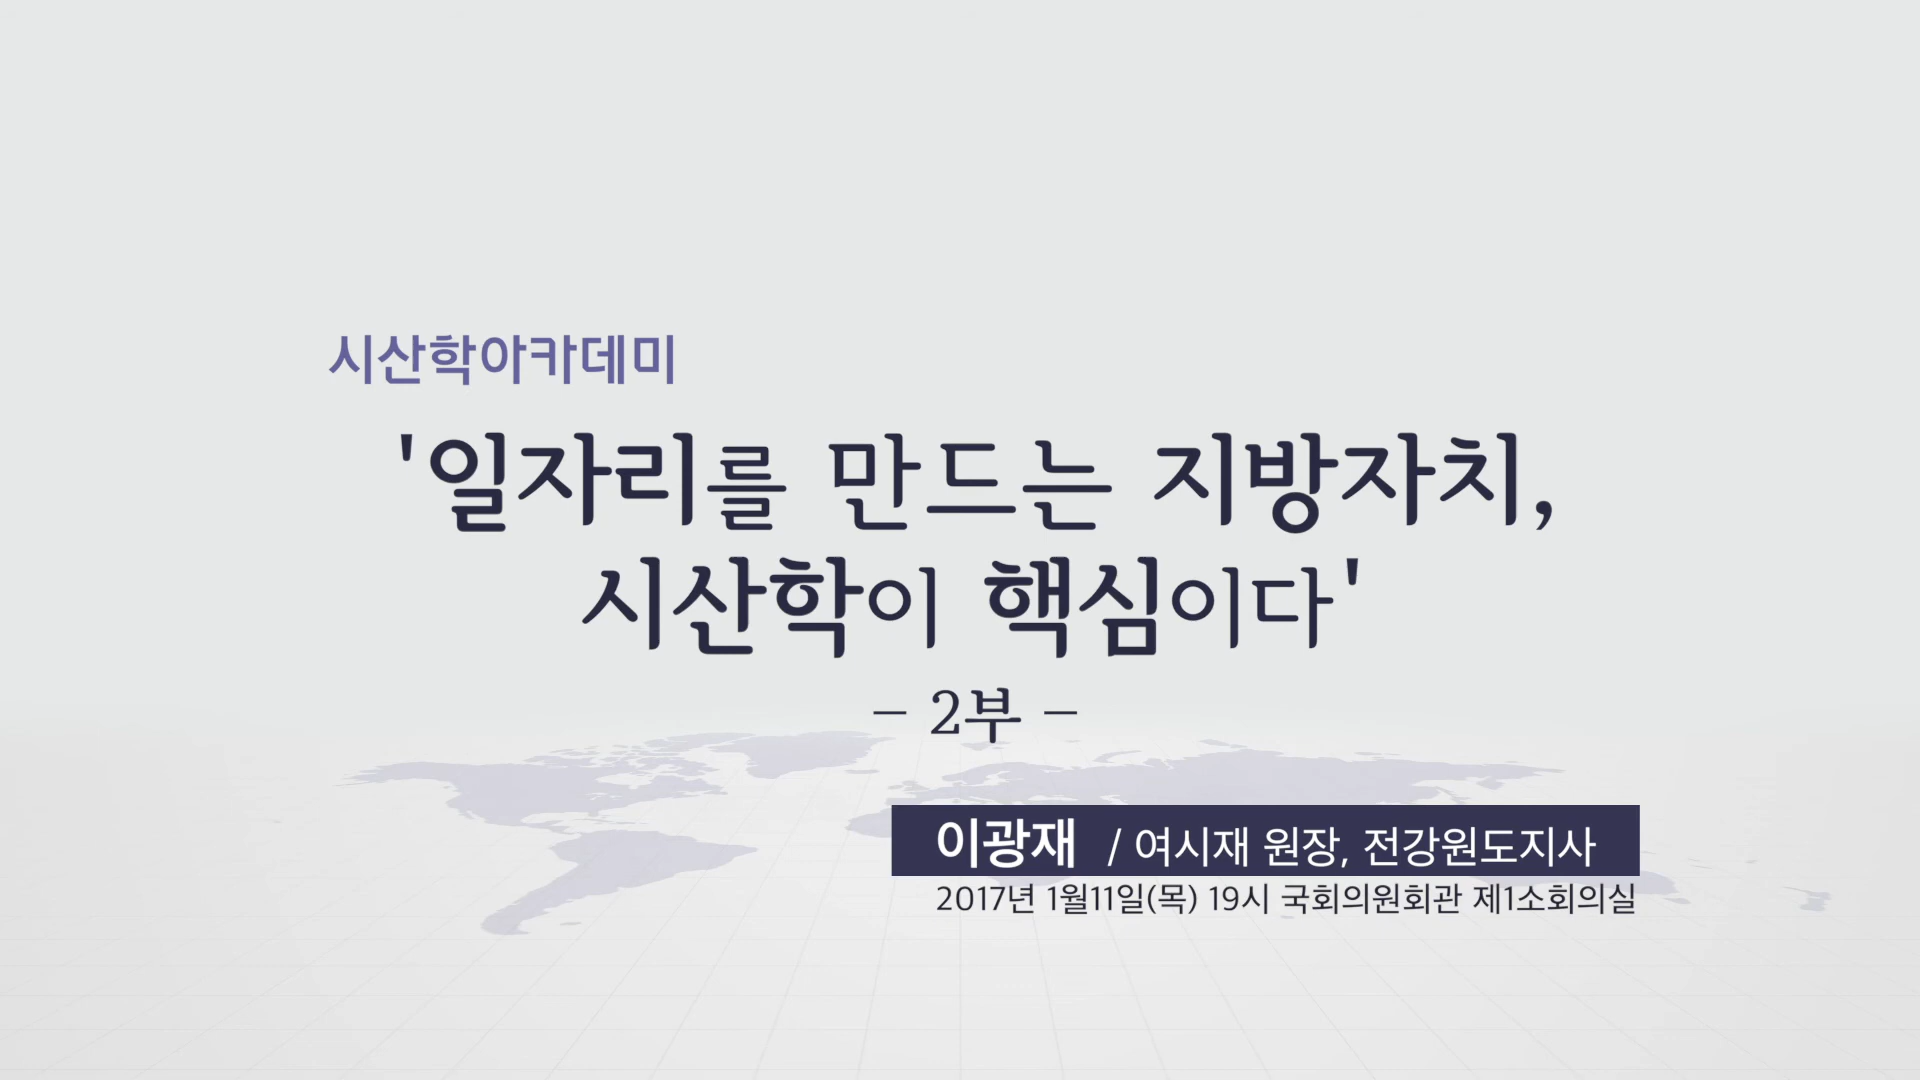 시산학아카데미
'일자리를 만드는 지방자치,
시산학이 핵심이다'
– 2부 –
이광재 / 여시재 원장, 전강원도지사
2017년 1월11일(목) 19시 국회의원회관 제1소회의실